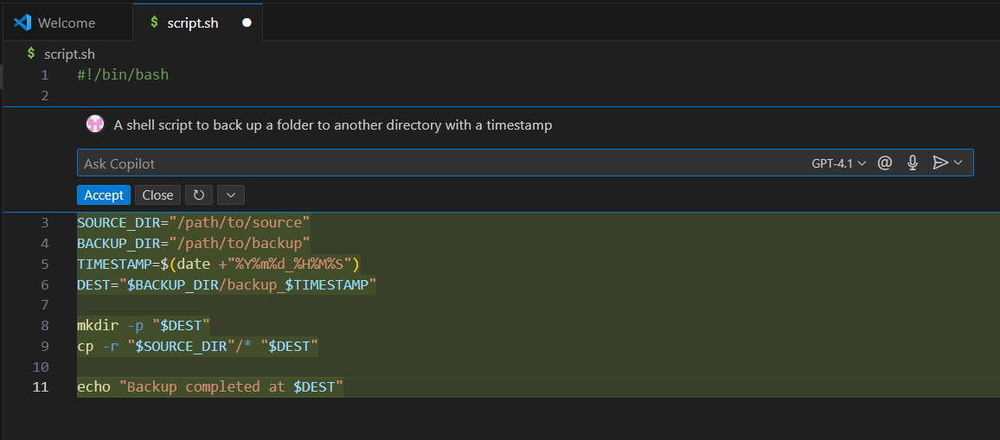 Welcome
$ script.sh
$ script.sh
1 #!/bin/bash
2
A shell script to back up a folder to another directory with a timestamp
Ask Copilot GPT-4.1 @
Accept Close
3 SOURCE_DIR="/path/to/source"
4 BACKUP_DIR="/path/to/backup"
5 TIMESTAMP=$(date +"%Y%m%d_%H%M%S")
6 DEST="$BACKUP_DIR/backup_$TIMESTAMP"
7
8 mkdir -p "$DEST"
9 cp -r "$SOURCE_DIR"/* "$DEST"
10
11 echo "Backup completed at $DEST"